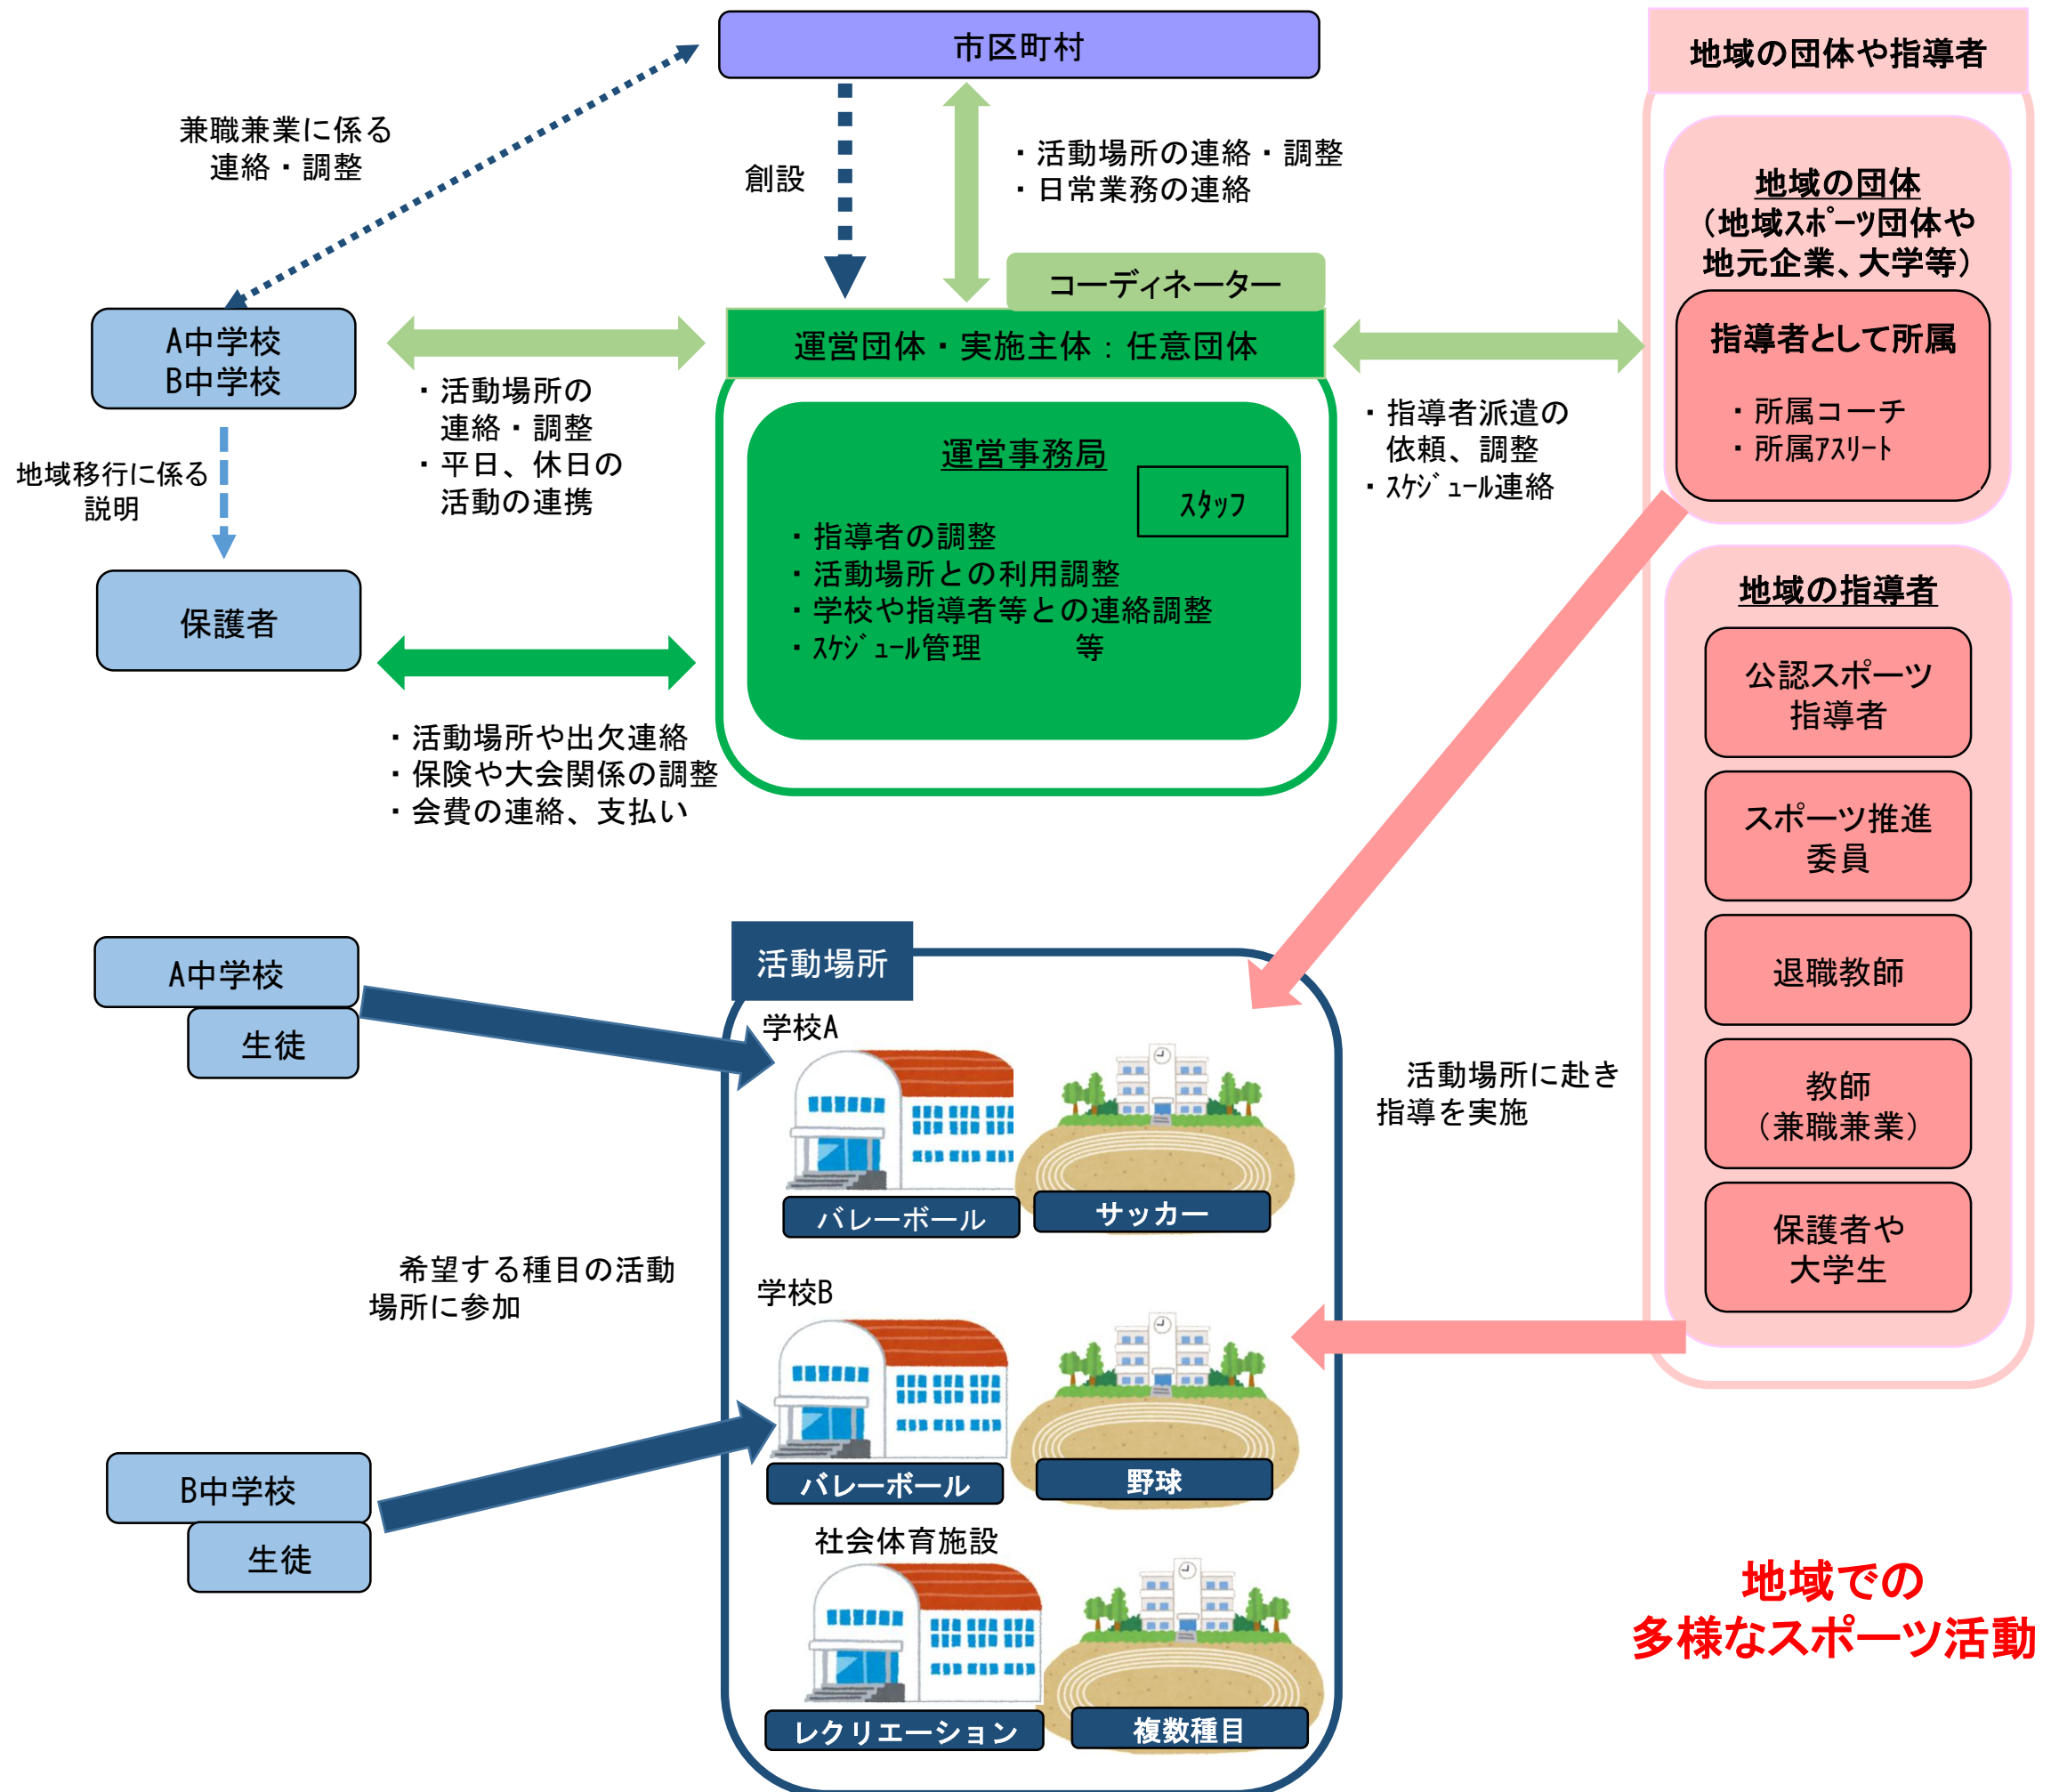 市区町村
地域の団体や指導者
兼職兼業に係る
連絡・調整
創設
・活動場所の連絡・調整
・日常業務の連絡
コーディネーター
運営団体・実施主体：任意団体
地域の団体
（地域ｽﾎﾟｰﾂ団体や
地元企業、大学等）
指導者として所属
・所属コーチ
・所属ｱｽﾘｰﾄ
A中学校
B中学校
・活動場所の
連絡・調整
・平日、休日の
活動の連携
・指導者派遣の
依頼、調整
・ｽｹｼﾞｭｰﾙ連絡
地域移行に係る
説明
運営事務局
ｽﾀｯﾌ
・指導者の調整
・活動場所との利用調整
・学校や指導者等との連絡調整
・ｽｹｼﾞｭｰﾙ管理　　　等
保護者
・活動場所や出欠連絡
・保険や大会関係の調整
・会費の連絡、支払い
地域の指導者
公認スポーツ
指導者
スポーツ推進
委員
退職教師
教師
（兼職兼業）
保護者や
大学生
A中学校
生徒
活動場所
学校A
バレーボール
サッカー
活動場所に赴き
指導を実施
希望する種目の活動
場所に参加
学校B
バレーボール
野球
B中学校
生徒
社会体育施設
レクリエーション
複数種目
地域での
多様なスポーツ活動